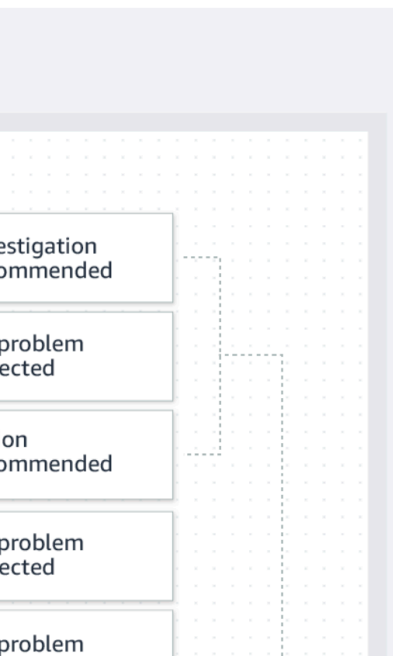 estigation
ommended
problem
ected
on
ommended
problem
ected
problem